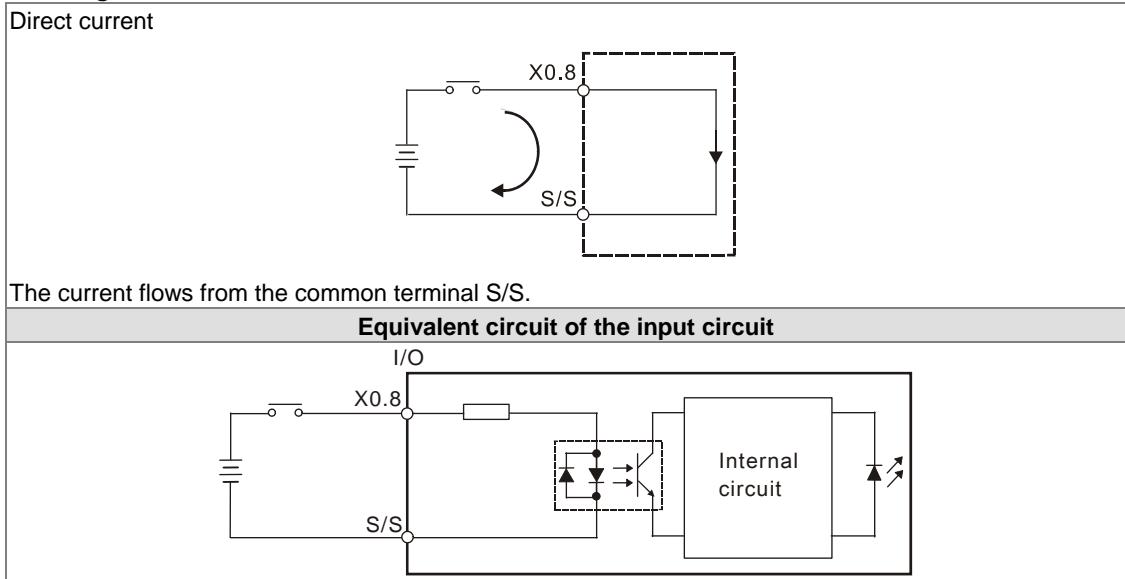 Direct current
X0.8
S/S
The current flows from the common terminal S/S.
Equivalent circuit of the input circuit
I/O
X0.8
Internal
circuit
S/S